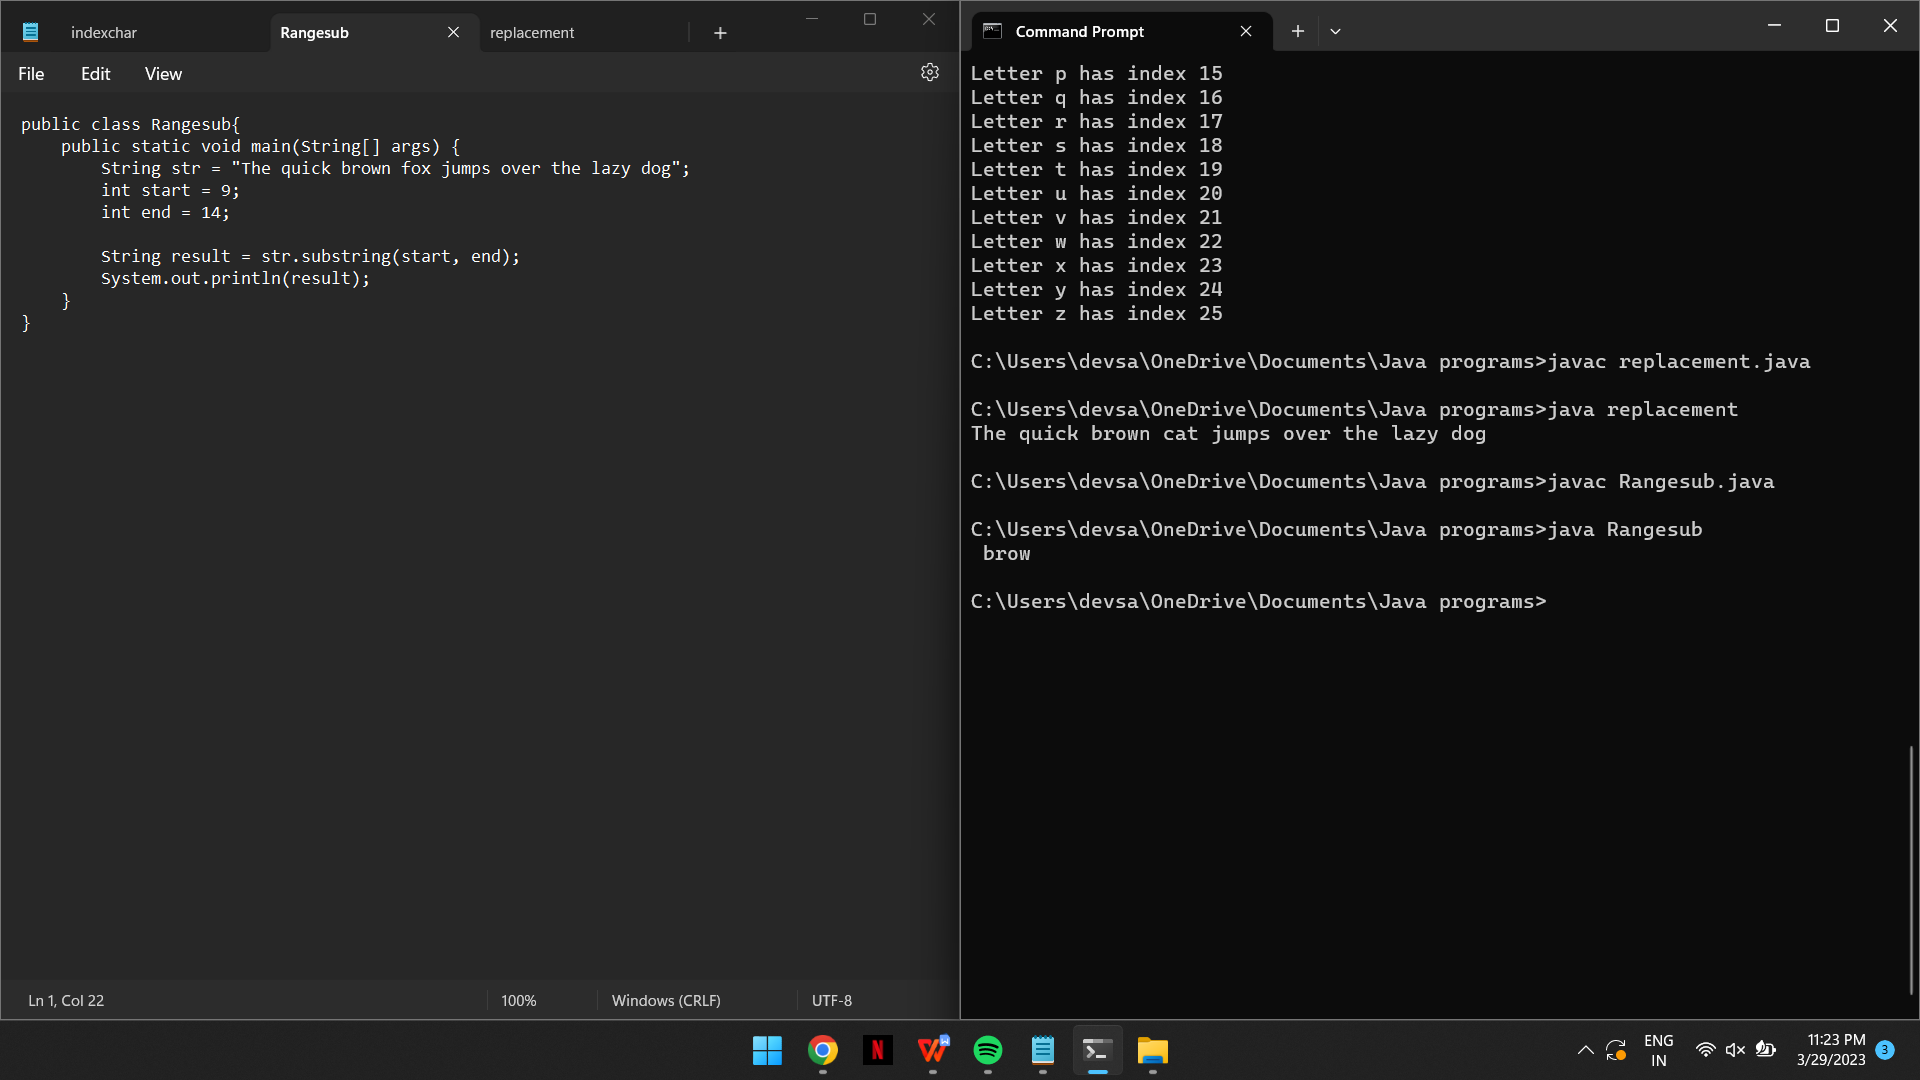 indexchar
Rangesub
replacement
File Edit View
public class Rangesub{
    public static void main(String[] args) {
        String str = "The quick brown fox jumps over the lazy dog";
        int start = 9;
        int end = 14;

        String result = str.substring(start, end);
        System.out.println(result);
    }
}
Ln 1, Col 22
100%
Windows (CRLF)
UTF-8
Command Prompt
Letter p has index 15
Letter q has index 16
Letter r has index 17
Letter s has index 18
Letter t has index 19
Letter u has index 20
Letter v has index 21
Letter w has index 22
Letter x has index 23
Letter y has index 24
Letter z has index 25

C:\Users\devsa\OneDrive\Documents\Java programs>javac replacement.java

C:\Users\devsa\OneDrive\Documents\Java programs>java replacement
The quick brown cat jumps over the lazy dog

C:\Users\devsa\OneDrive\Documents\Java programs>javac Rangesub.java

C:\Users\devsa\OneDrive\Documents\Java programs>java Rangesub
 brow

C:\Users\devsa\OneDrive\Documents\Java programs>
N
W
ENG
IN
11:23 PM
3/29/2023
3